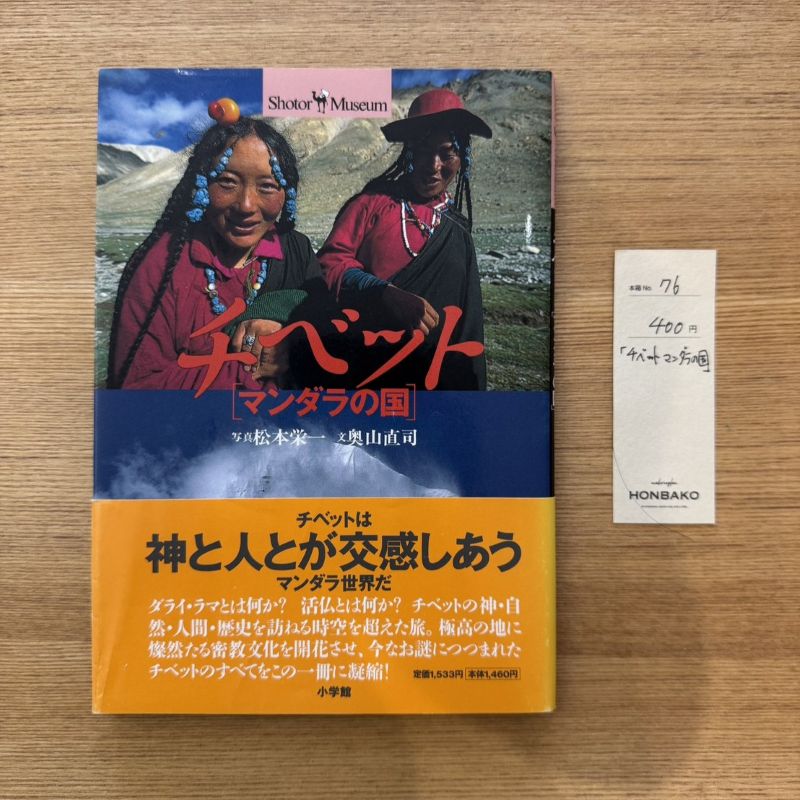 Shotor Museum
チベット
[マンダラの国]
写真 松本栄一 文 奥山直司
チベットは
神と人とが交感しあう
マンダラ世界だ
ダライ・ラマとは何か? 活仏とは何か? チベットの神・自
然・人間・歴史を訪ねる時空を超えた旅。極高の地に
燦然たる密教文化を開花させ、今なお謎につつまれた
チベットのすべてをこの一冊に凝縮!
定価1,533円 本体1,460円
小学館
本箱 No. 76
400 円
「チベット マンダラの国」
HONBAKO